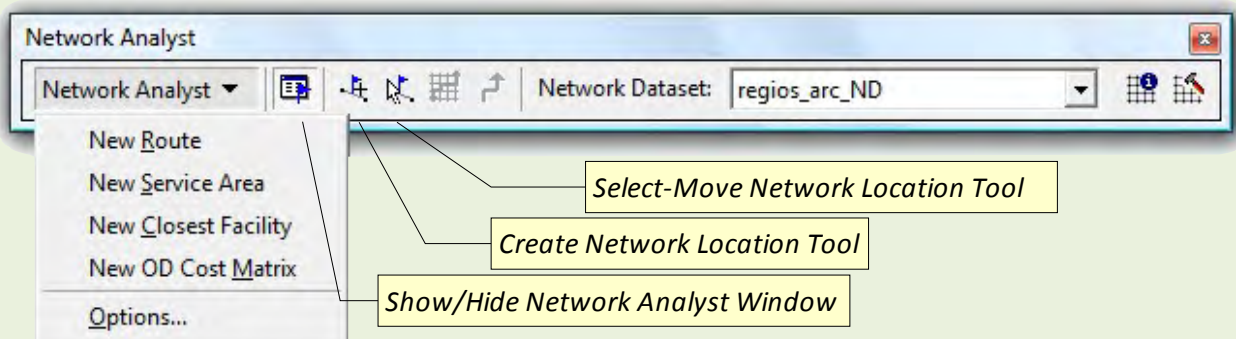 Network Analyst
Network Analyst Network Dataset: regios_arc_ND
New Route
New Service Area
Select-Move Network Location Tool
New Closest Facility
Create Network Location Tool
New OD Cost Matrix
Show/Hide Network Analyst Window
Options...